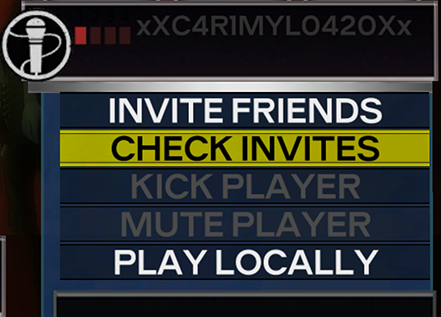 xXC4R1MYL0420Xx
INVITE FRIENDS
CHECK INVITES
KICK PLAYER
MUTE PLAYER
PLAY LOCALLY